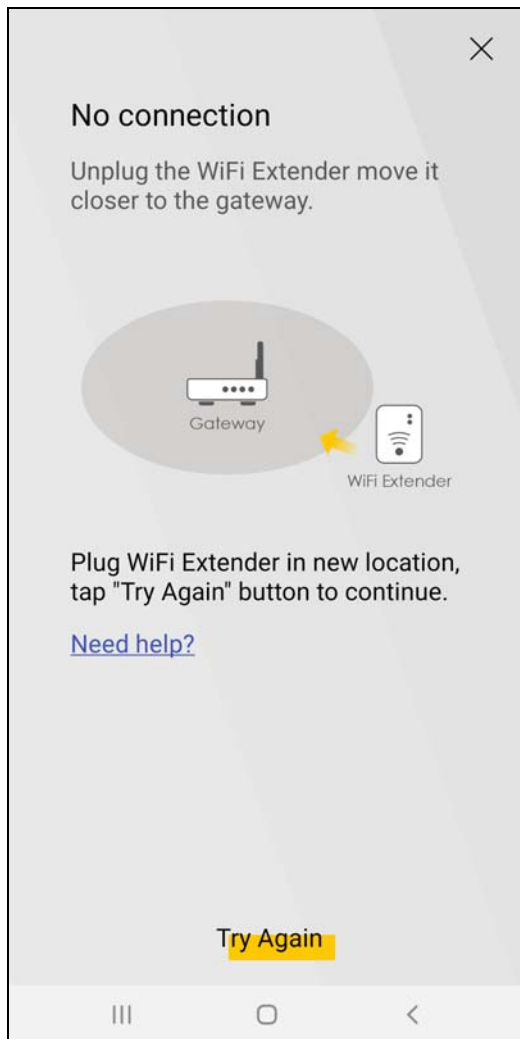 No connection
Unplug the WiFi Extender move it
closer to the gateway.
Gateway
WiFi Extender
Plug WiFi Extender in new location,
tap "Try Again" button to continue.
Need help?
Try Again